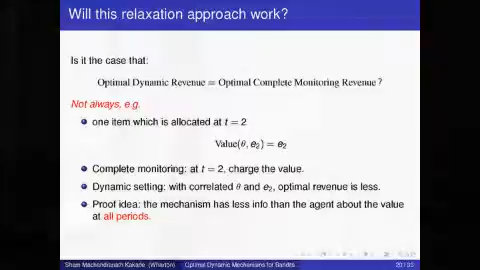 Will this relaxation approach work?
Is it the case that:
Optimal Dynamic Revenue = Optimal Complete Monitoring Revenue ?
Not always, e.g.
one item which is allocated at t = 2
Value(θ, e₂) = e₂
Complete monitoring: at t = 2, charge the value.
Dynamic setting: with correlated θ and e₂, optimal revenue is less.
Proof idea: the mechanism has less info than the agent about the value
at all periods.
Sham Machandranath Kakade (Wharton) Optimal Dynamic Mechanisms for Bandits